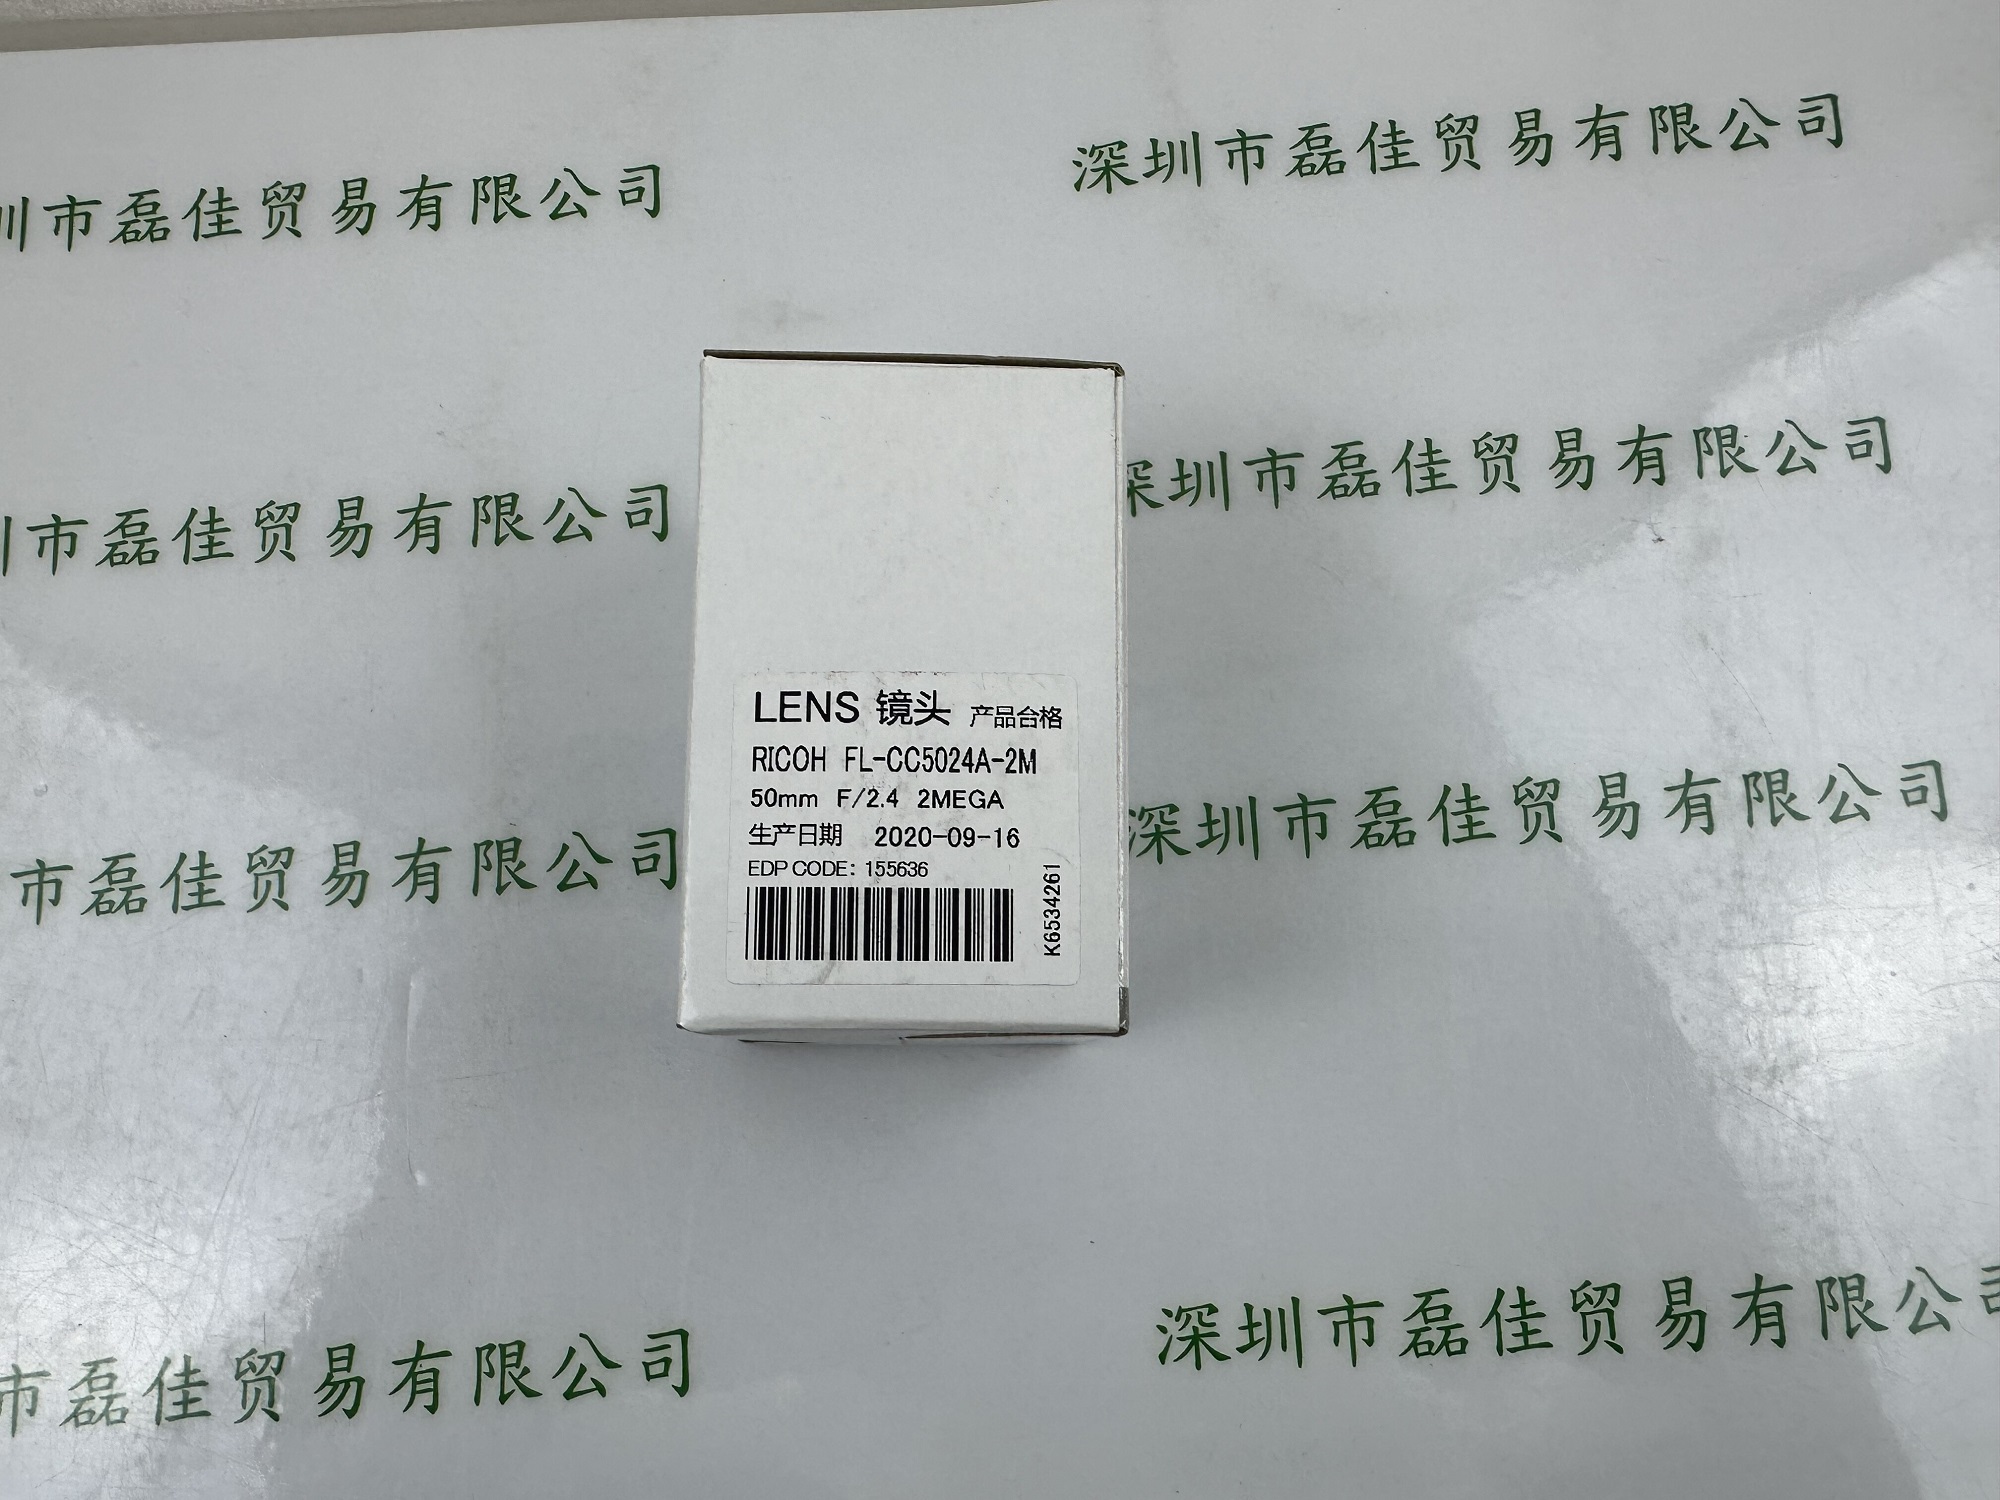 深圳市磊佳贸易有限公司
圳市磊佳贸易有限公司
深圳市磊佳贸易有限公司
市磊佳贸易有限公司
LENS 镜头 产品合格
RICOH FL-CC5024A-2M
50mm F/2.4 2MEGA
生产日期 2020-09-16
EDP CODE: 155636
K6534261
深圳市磊佳贸易有限公司
市磊佳贸易有限公司
深圳市磊佳贸易有限公司
市磊佳贸易有限公司